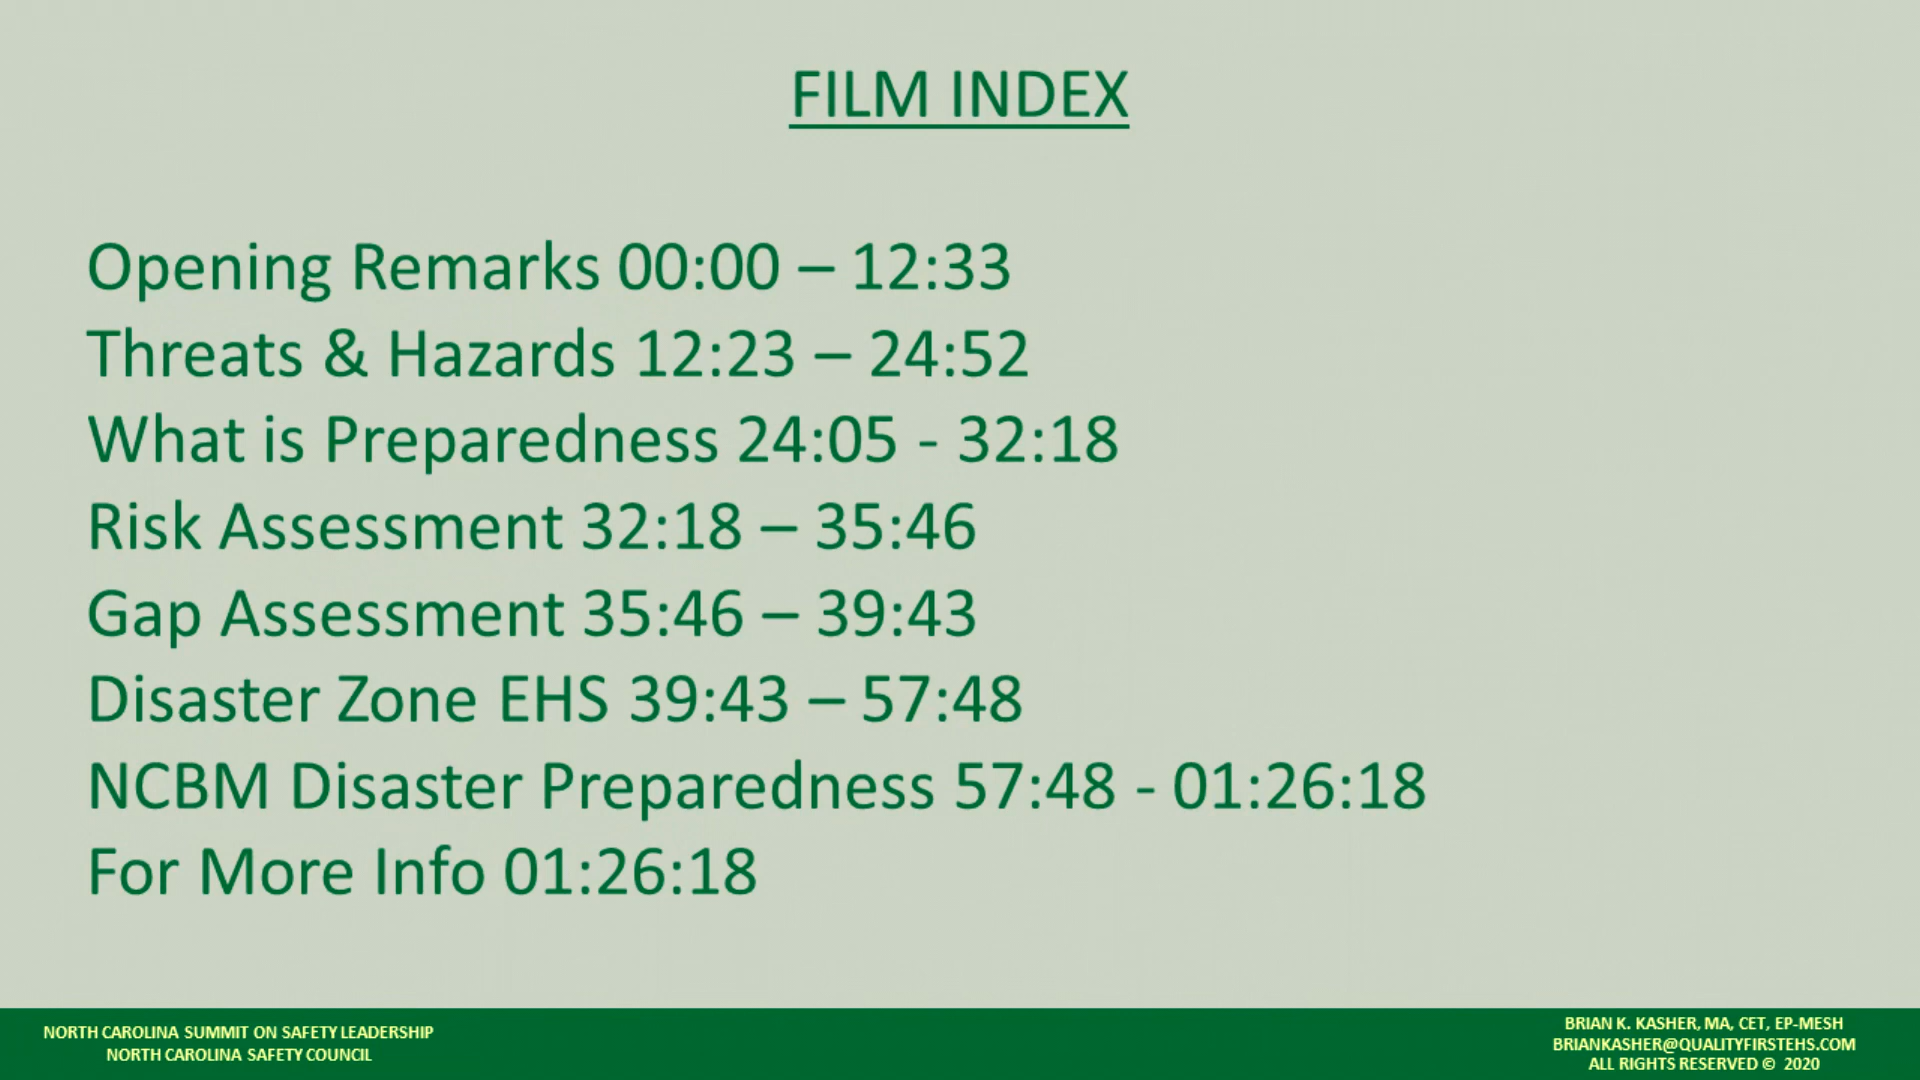 FILM INDEX
Opening Remarks 00:00 – 12:33
Threats & Hazards 12:23 – 24:52
What is Preparedness 24:05 - 32:18
Risk Assessment 32:18 – 35:46
Gap Assessment 35:46 – 39:43
Disaster Zone EHS 39:43 – 57:48
NCBM Disaster Preparedness 57:48 - 01:26:18
For More Info 01:26:18
NORTH CAROLINA SUMMIT ON SAFETY LEADERSHIP
NORTH CAROLINA SAFETY COUNCIL
BRIAN K. KASHER, MA, CET, EP-MESH
BRIANKASHER@QUALITYFIRSTEHS.COM
ALL RIGHTS RESERVED © 2020